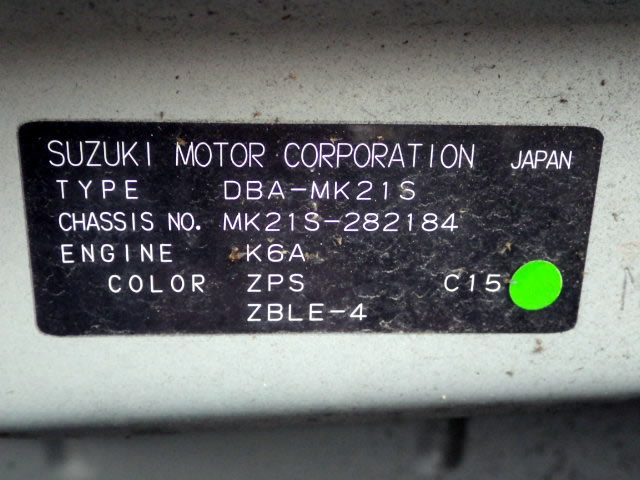 SUZUKI MOTOR CORPORATION JAPAN
TYPE DBA-MK21S
CHASSIS NO. MK21S-282184
ENGINE K6A
COLOR ZPS C15
ZBLE-4